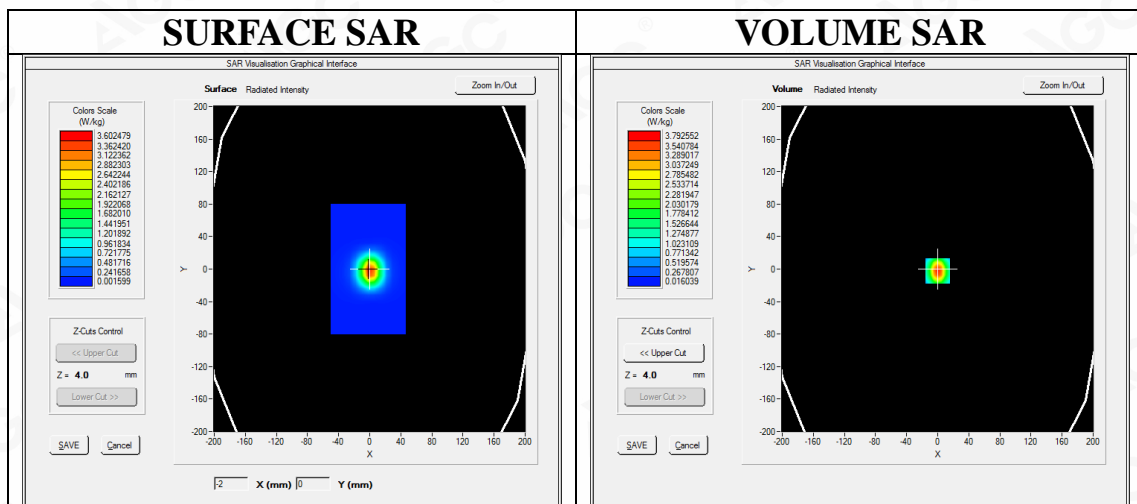 SURFACE SAR
SAR Visualisation Graphical Interface
Surface Radiated Intensity
Zoom In/Out
Colors Scale
(W/kg)
3.602479
3.362420
3.122362
2.882303
2.642244
2.402186
2.162127
1.922068
1.682010
1.441951
1.201892
0.961834
0.721775
0.481716
0.241658
0.001599
200
160
120
80
40
0
-40
-80
-120
-160
-200
Y
-200 -160 -120 -80 -40 0 40 80 120 160 200
X
Z-Cuts Control
<< Upper Cut
Z = 4.0 mm
Lower Cut >>
SAVE Cancel
-2 X (mm) 0 Y (mm)
VOLUME SAR
SAR Visualisation Graphical Interface
Volume Radiated Intensity
Zoom In/Out
Colors Scale
(W/kg)
3.792552
3.540784
3.289017
3.037249
2.785482
2.533714
2.281947
2.030179
1.778412
1.526644
1.274877
1.023109
0.771342
0.519574
0.267807
0.016039
200
160
120
80
40
0
-40
-80
-120
-160
-200
Y
-200 -160 -120 -80 -40 0 40 80 120 160 200
X
Z-Cuts Control
<< Upper Cut
Z = 4.0 mm
Lower Cut >>
SAVE Cancel